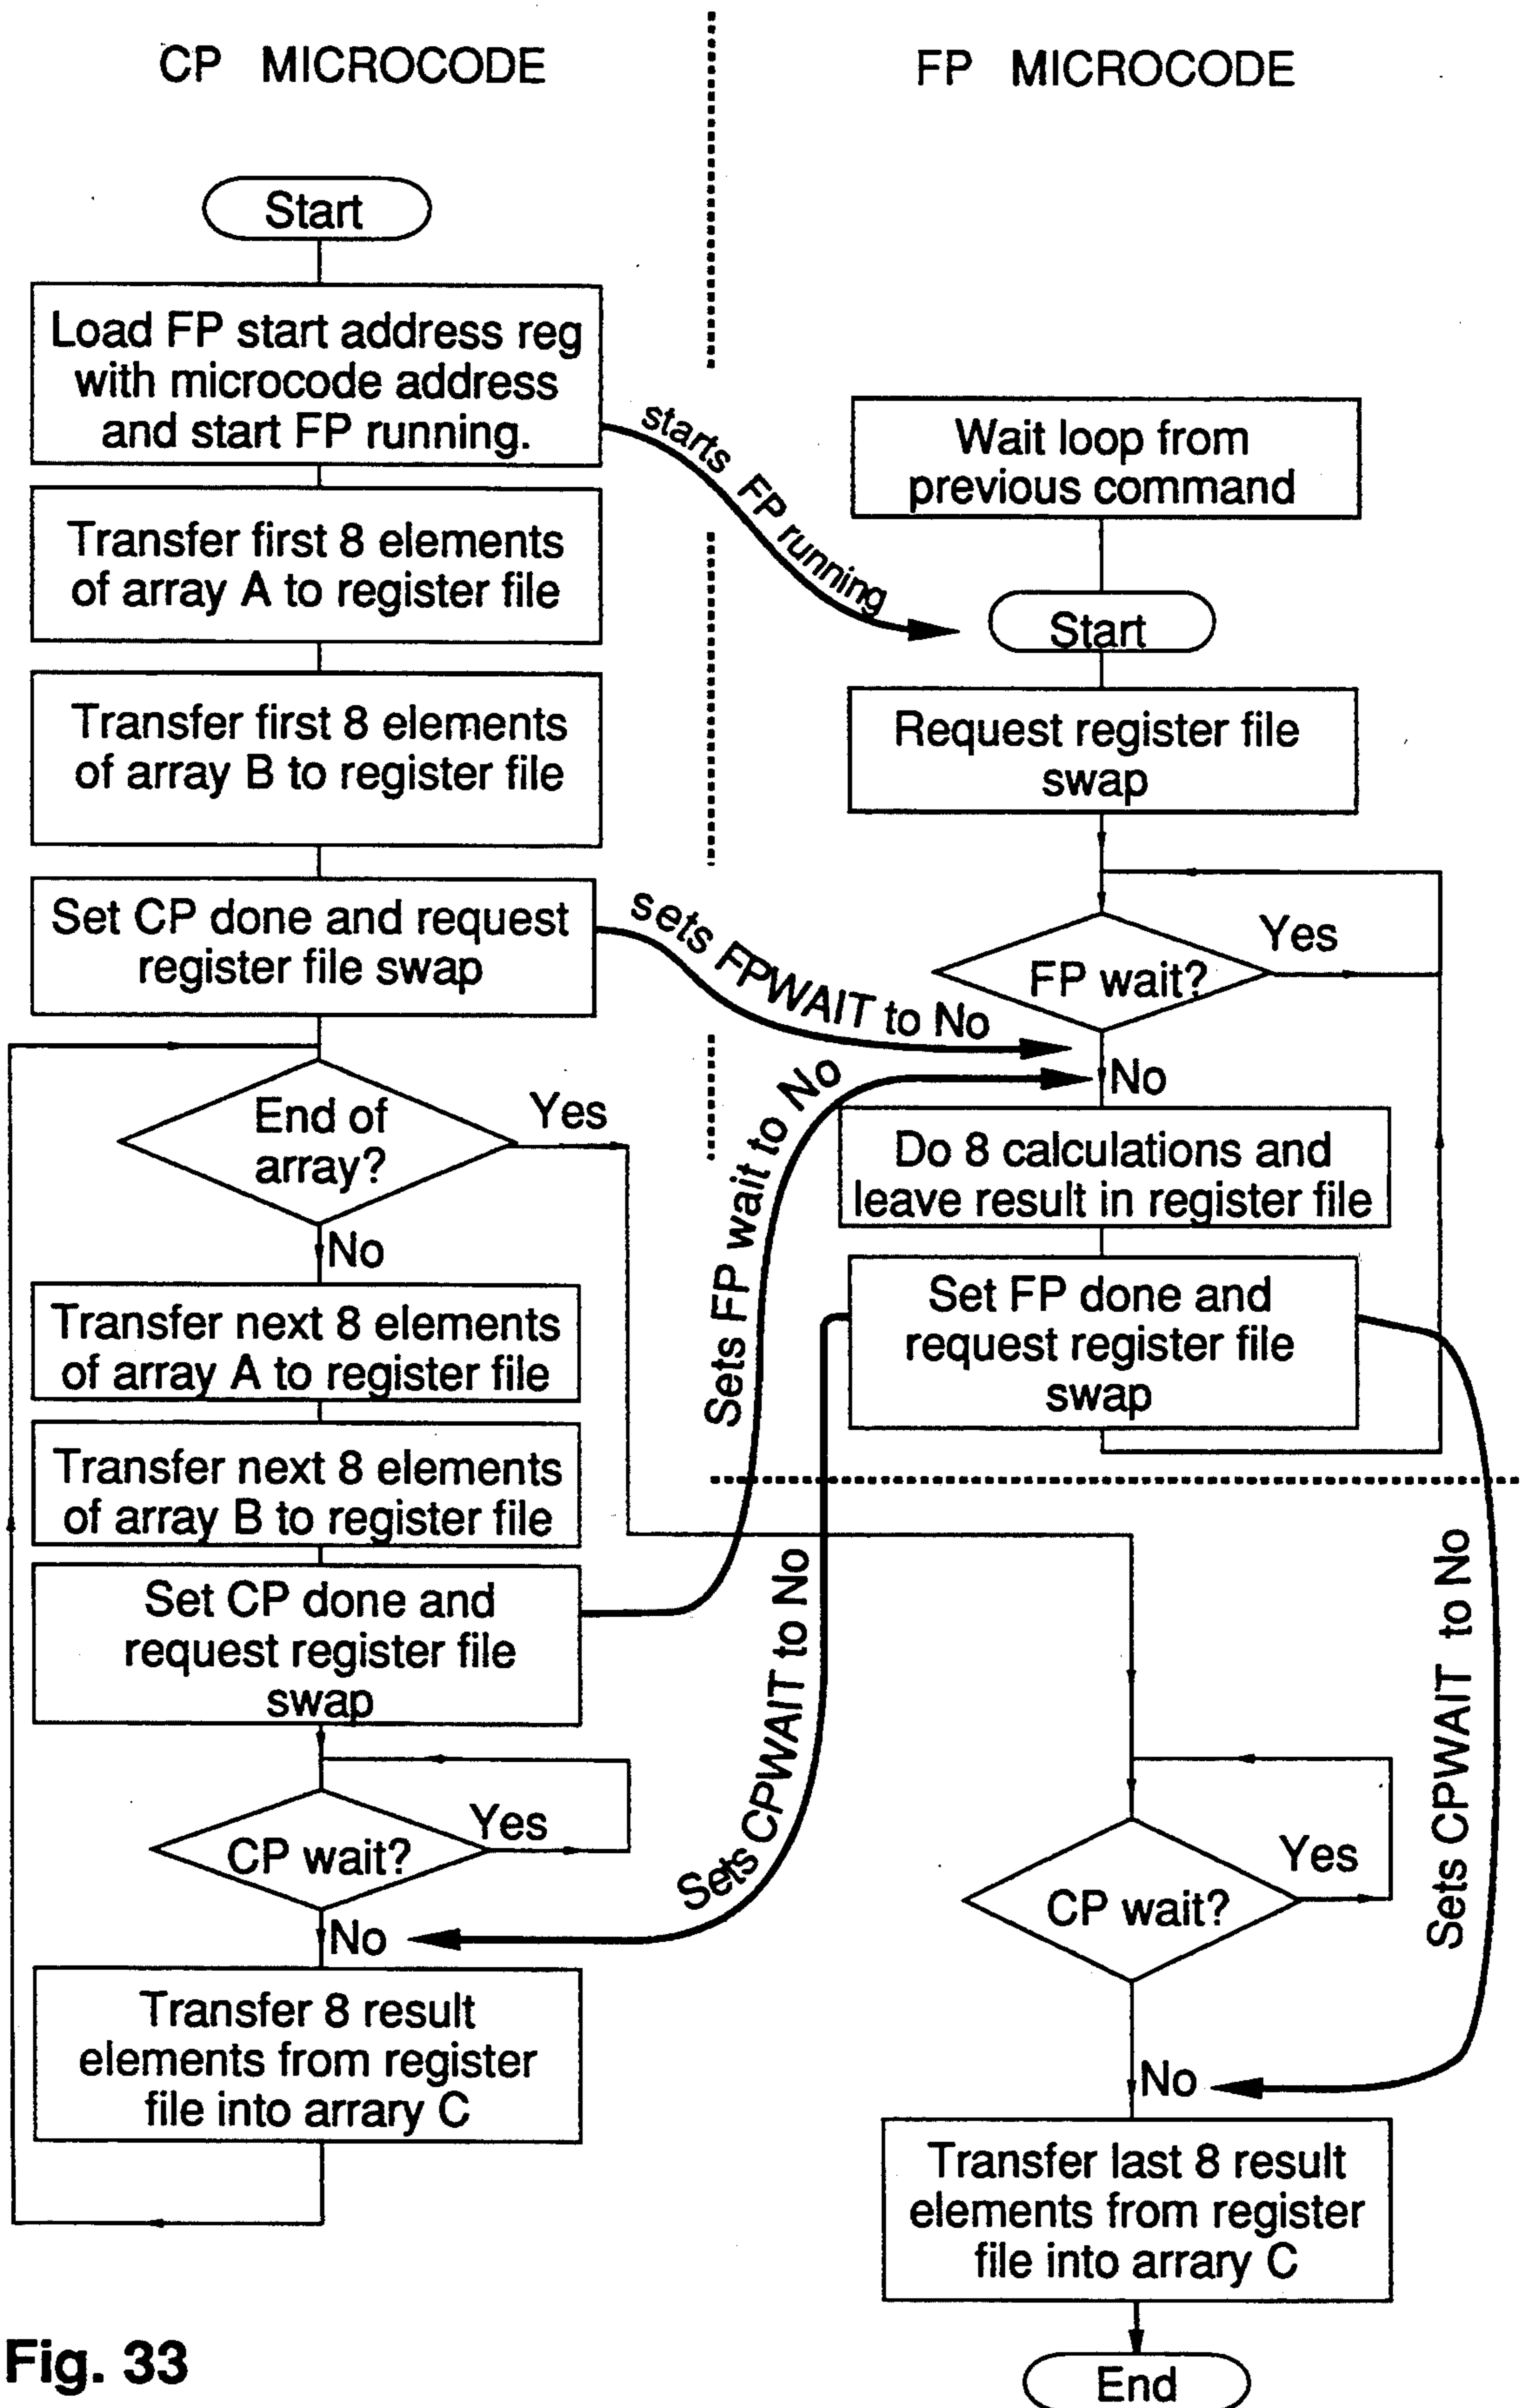 CP MICROCODE
FP MICROCODE
Start
Load FP start address reg
with microcode address
and start FP running.
starts FP running
Transfer first 8 elements
of array A to register file
Transfer first 8 elements
of array B to register file
Set CP done and request
register file swap
sets FPWAIT to No
End of
array?
Yes
No
Transfer next 8 elements
of array A to register file
Transfer next 8 elements
of array B to register file
Set CP done and
request register file
swap
Sets FP wait to No
CP wait?
Yes
No
Transfer 8 result
elements from register
file into arrary C
Wait loop from
previous command
Start
Request register file
swap
FP wait?
Yes
No
Do 8 calculations and
leave result in register file
Set FP done and
request register file
swap
Sets CPWAIT to No
Sets CPWAIT to No
CP wait?
Yes
No
Transfer last 8 result
elements from register
file into arrary C
End
Fig. 33